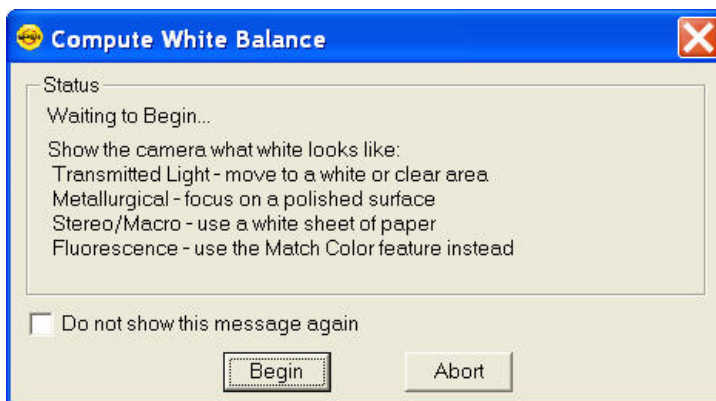 Compute White Balance
Status
Waiting to Begin...
Show the camera what white looks like:
Transmitted Light - move to a white or clear area
Metallurgical - focus on a polished surface
Stereo/Macro - use a white sheet of paper
Fluorescence - use the Match Color feature instead
Do not show this message again
Begin Abort